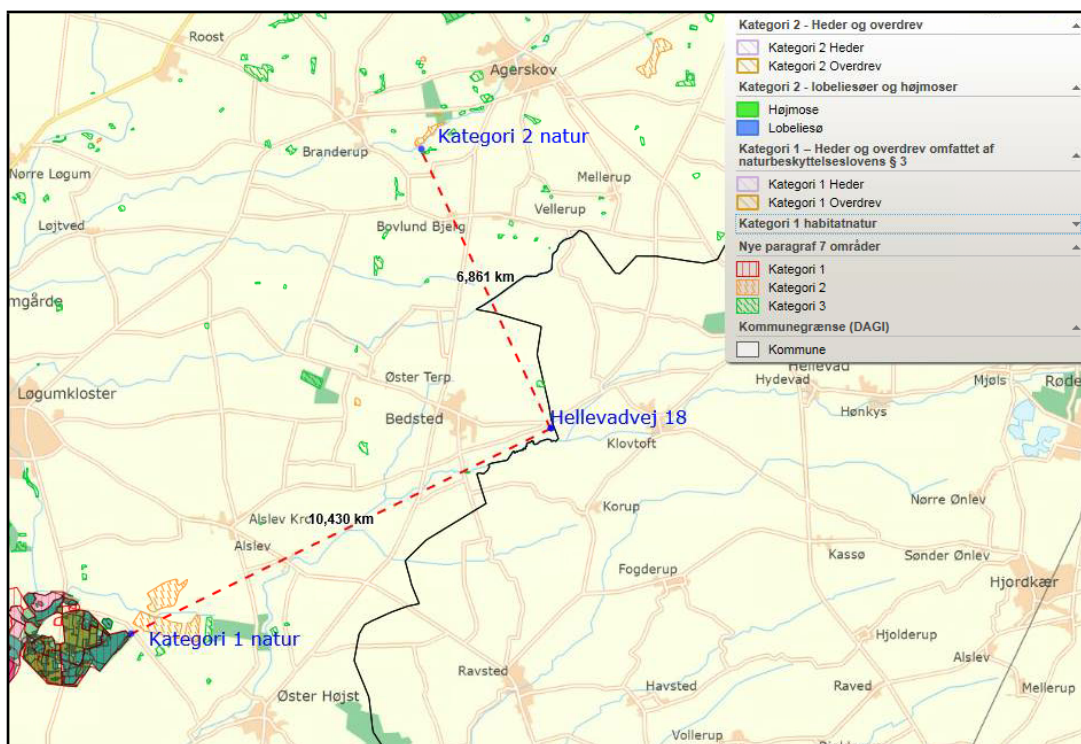 Kategori 2 - Heder og overdrev
Kategori 2 Heder
Kategori 2 Overdrev
Kategori 2 - lobeliesøer og højmoser
Højmose
Lobeliesø
Kategori 1 – Heder og overdrev omfattet af
naturbeskyttelseslovens § 3
Kategori 1 Heder
Kategori 1 Overdrev
Kategori 1 habitatnatur
Nye paragraf 7 områder
Kategori 1
Kategori 2
Kategori 3
Kommunegrænse (DAGI)
Kommune
Roost
Agerskov
Kategori 2 natur
Branderup
Nørre Løgum
Mellerup
Vellerup
Løjtved
Bovlund Bjerg
6,861 km
mgårde
Hellevad
Øster Terp
Hydevad
Mjøls
Røde
Løgumkloster
Hønkys
Bedsted
Hellevadvej 18
Klovtoft
Nørre Ønlev
Korup
Alslev Kro
10,430 km
Alslev
Kassø
Sønder Ønlev
Fogderup
Hjordkær
Kategori 1 natur
Hjolderup
Alslev
Ravsted
Havsted
Raved
Mellerup
Øster Højst
Vollerup